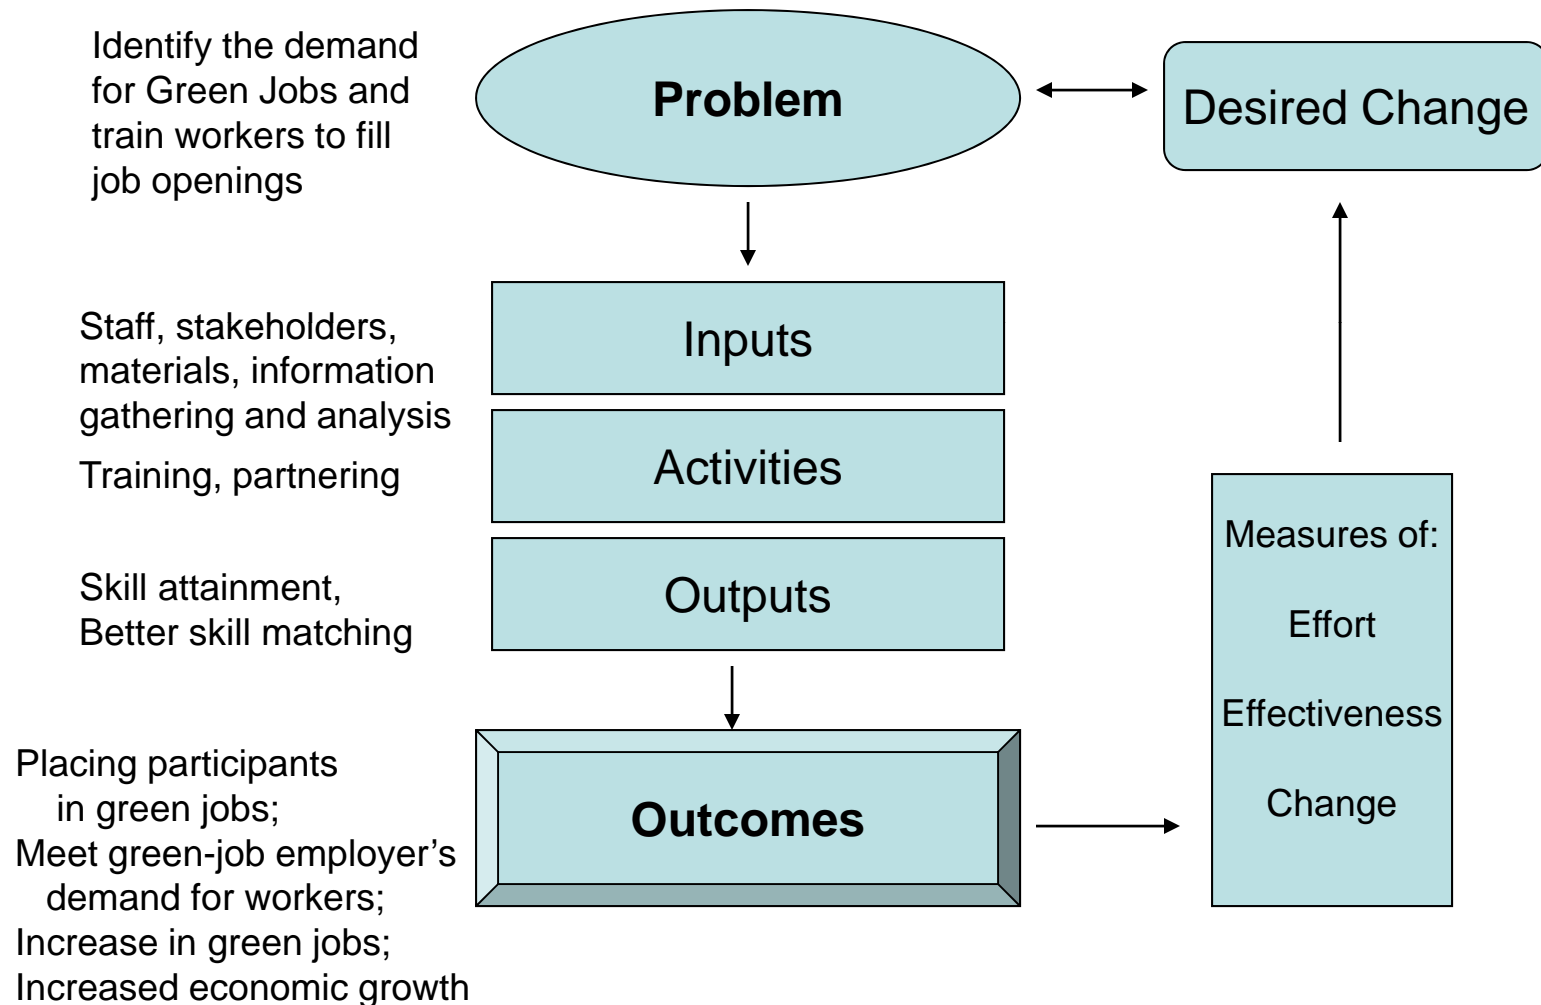 Identify the demand
for Green Jobs and
train workers to fill
job openings
Problem
Desired Change
Staff, stakeholders,
materials, information
gathering and analysis
Inputs
Training, partnering
Activities
Skill attainment,
Better skill matching
Outputs
Placing participants
in green jobs;
Meet green-job employer’s
demand for workers;
Increase in green jobs;
Increased economic growth
Outcomes
Measures of:
Effort
Effectiveness
Change